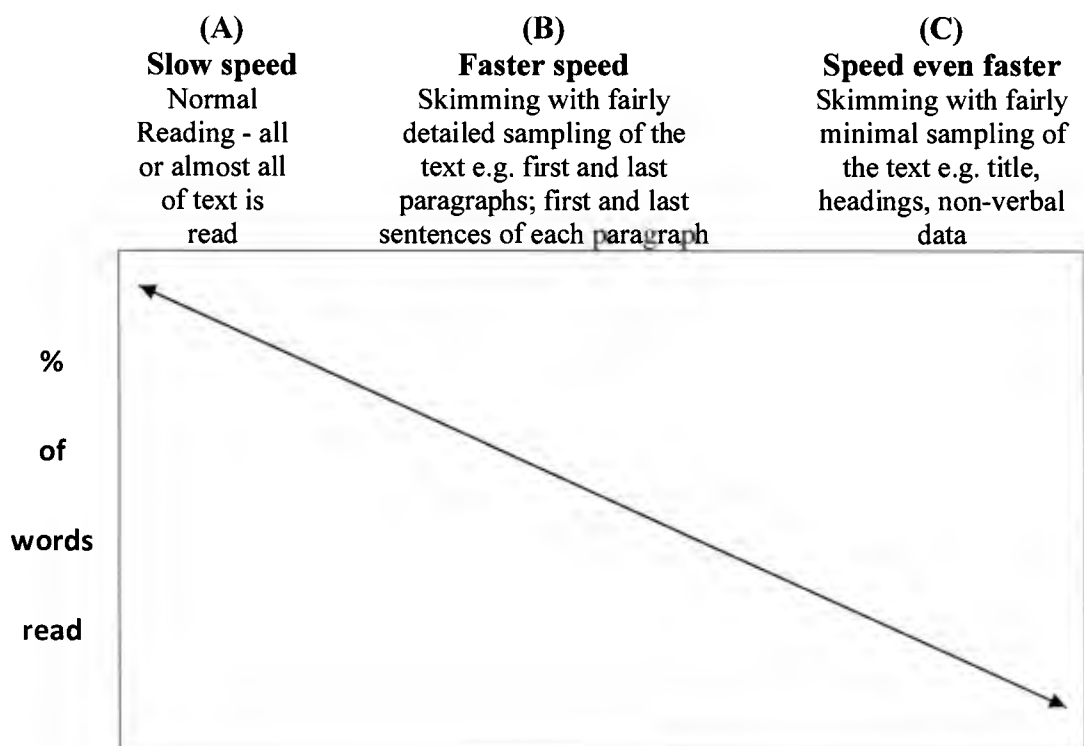 (A)
Slow speed
Normal
Reading - all
or almost all
of text is
read
(B)
Faster speed
Skimming with fairly
detailed sampling of the
text e.g. first and last
paragraphs; first and last
sentences of each paragraph
(C)
Speed even faster
Skimming with fairly
minimal sampling of
the text e.g. title,
headings, non-verbal
data
%
of
words
read